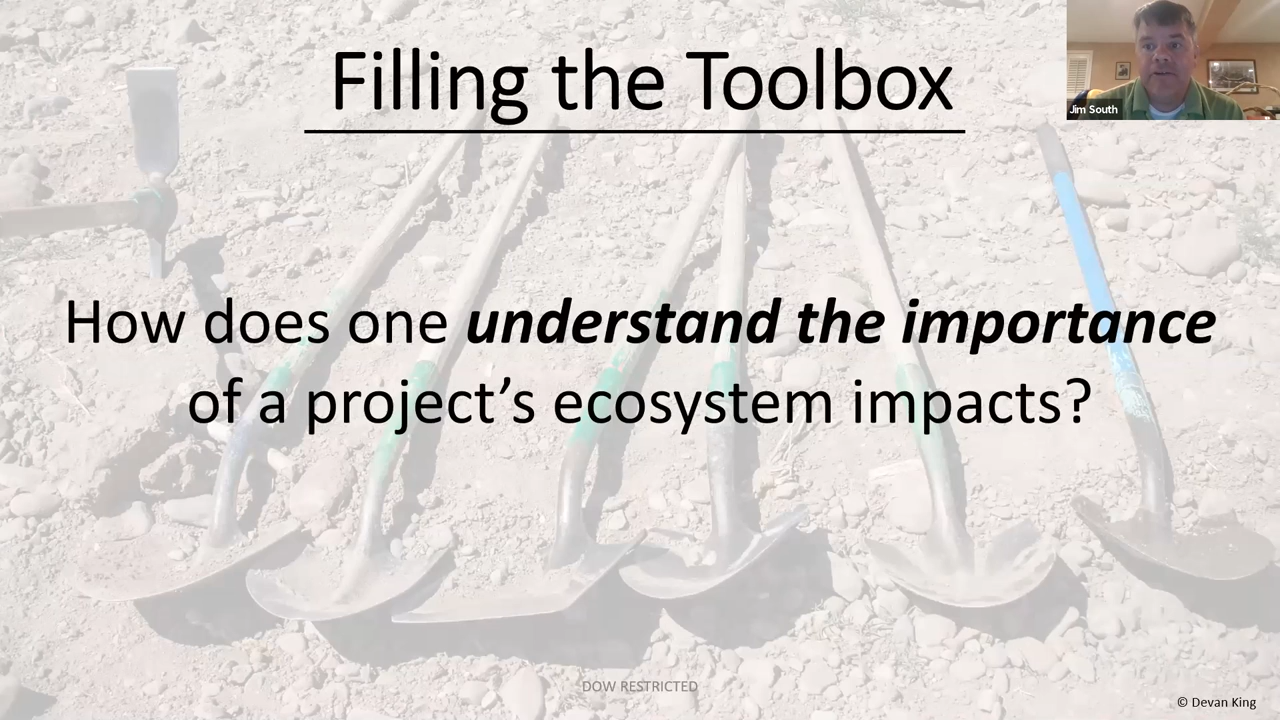 Filling the Toolbox
Jim South
How does one understand the importance
of a project’s ecosystem impacts?
DOW RESTRICTED
© Devan King